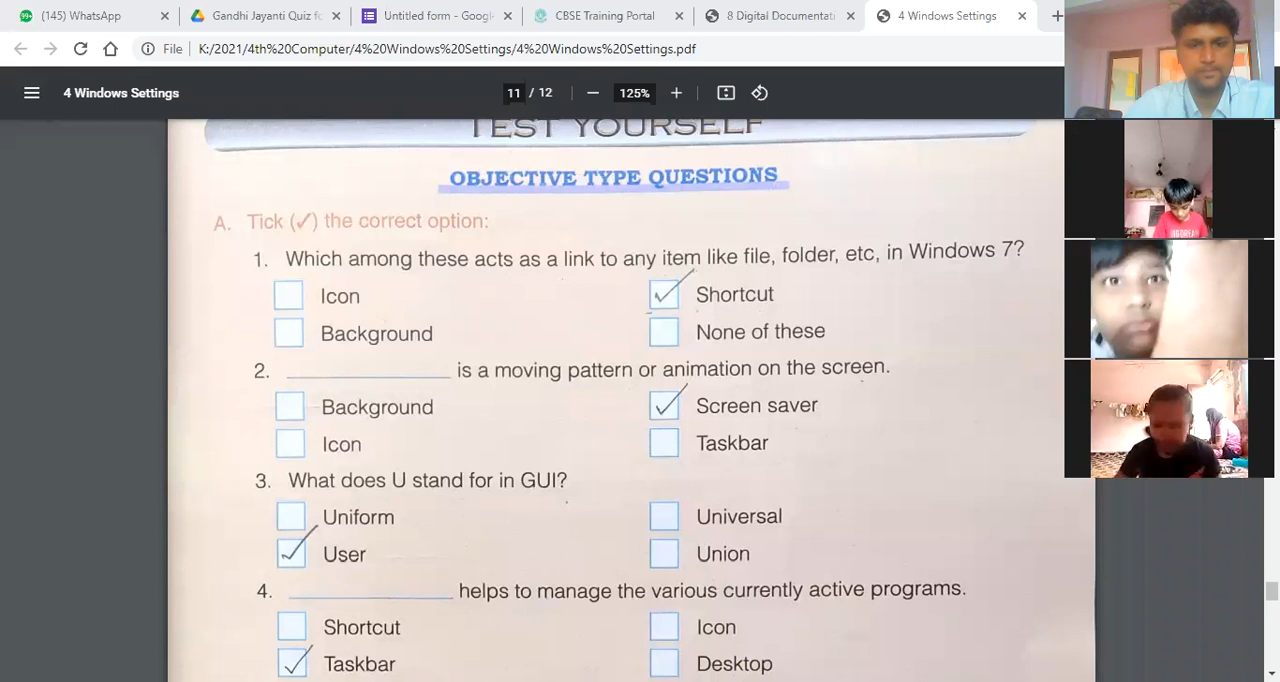 (145) WhatsApp
Gandhi Jayanti Quiz fo
Untitled form - Googl
CBSE Training Portal
8 Digital Documentati
4 Windows Settings
File
K:/2021/4th%20Computer/4%20Windows%20Settings/4%20Windows%20Settings.pdf
4 Windows Settings
11 / 12
125%
TEST YOURSELF
OBJECTIVE TYPE QUESTIONS
A. Tick (✓) the correct option:
1. Which among these acts as a link to any item like file, folder, etc, in Windows 7?
Icon
Shortcut
Background
None of these
2. ____________ is a moving pattern or animation on the screen.
Background
Screen saver
Icon
Taskbar
3. What does U stand for in GUI?
Uniform
Universal
User
Union
4. ____________ helps to manage the various currently active programs.
Shortcut
Icon
Taskbar
Desktop